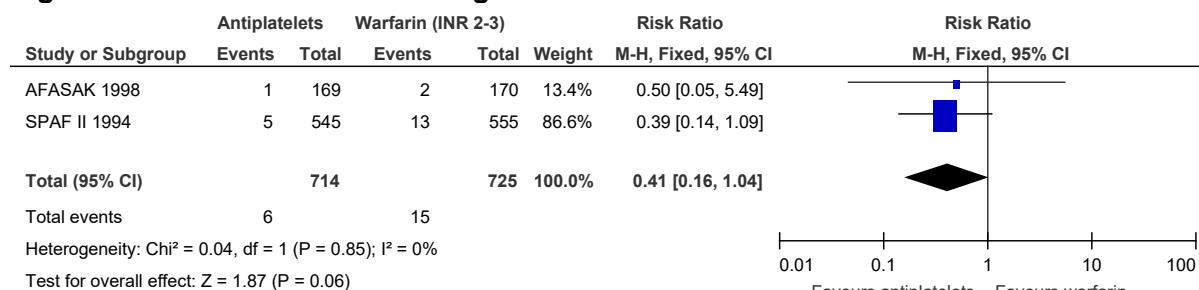 Antiplatelets Warfarin (INR 2-3) Risk Ratio Risk Ratio
Study or Subgroup Events Total Events Total Weight M-H, Fixed, 95% CI M-H, Fixed, 95% CI
AFASAK 1998 1 169 2 170 13.4% 0.50 [0.05, 5.49]
SPAF II 1994 5 545 13 555 86.6% 0.39 [0.14, 1.09]
Total (95% CI) 714 725 100.0% 0.41 [0.16, 1.04]
Total events 6 15
Heterogeneity: Chi² = 0.04, df = 1 (P = 0.85); I² = 0%
Test for overall effect: Z = 1.87 (P = 0.06)
0.01 0.1 1 10 100
Favours antiplatelets Favours warfarin